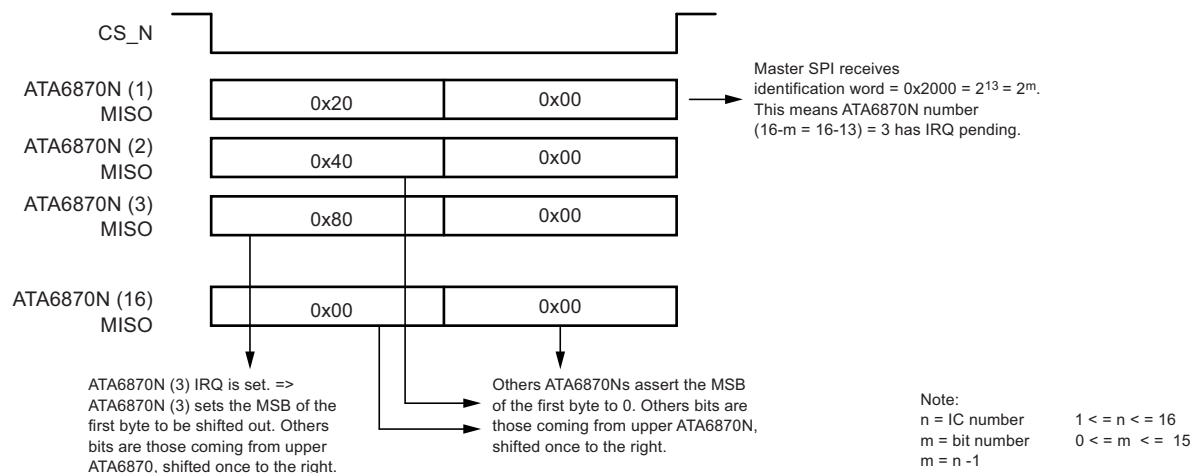 CS_N
ATA6870N (1)
MISO
0x20
0x00
Master SPI receives
identification word = 0x2000 = 2¹³ = 2ᵐ.
This means ATA6870N number
(16-m = 16-13) = 3 has IRQ pending.
ATA6870N (2)
MISO
0x40
0x00
ATA6870N (3)
MISO
0x80
0x00
ATA6870N (16)
MISO
0x00
0x00
ATA6870N (3) IRQ is set. =>
ATA6870N (3) sets the MSB of the
first byte to be shifted out. Others
bits are those coming from upper
ATA6870, shifted once to the right.
Others ATA6870Ns assert the MSB
of the first byte to 0. Others bits are
those coming from upper ATA6870N,
shifted once to the right.
Note:
n = IC number 1 < = n < = 16
m = bit number 0 < = m < = 15
m = n -1